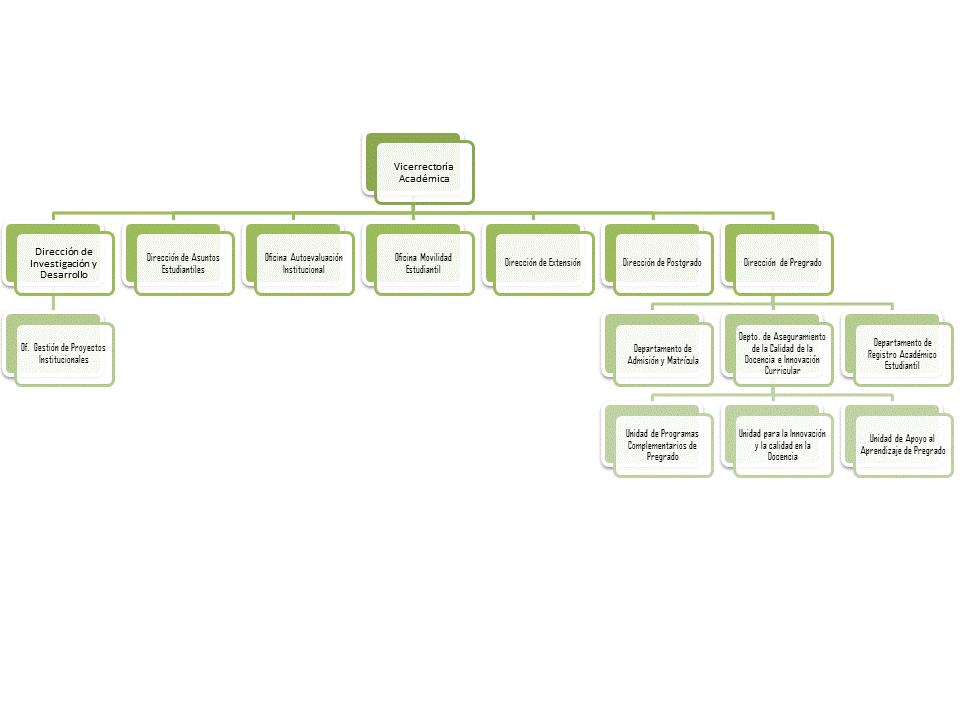 Vicerrectoría
Académica
Dirección de
Investigación y
Desarrollo
Dirección de Asuntos
Estudiantiles
Oficina Autoevaluación
Institucional
Oficina Movilidad
Estudiantil
Dirección de Extensión
Dirección de Postgrado
Dirección de Pregrado
Of. Gestión de Proyectos
Institucionales
Departamento de
Admisión y Matrícula
Depto. de Aseguramiento
de la Calidad de la
Docencia e Innovación
Curricular
Departamento de
Registro Académico
Estudiantil
Unidad de Programas
Complementarios de
Pregrado
Unidad para la Innovación
y la calidad en la
Docencia
Unidad de Apoyo al
Aprendizaje de Pregrado